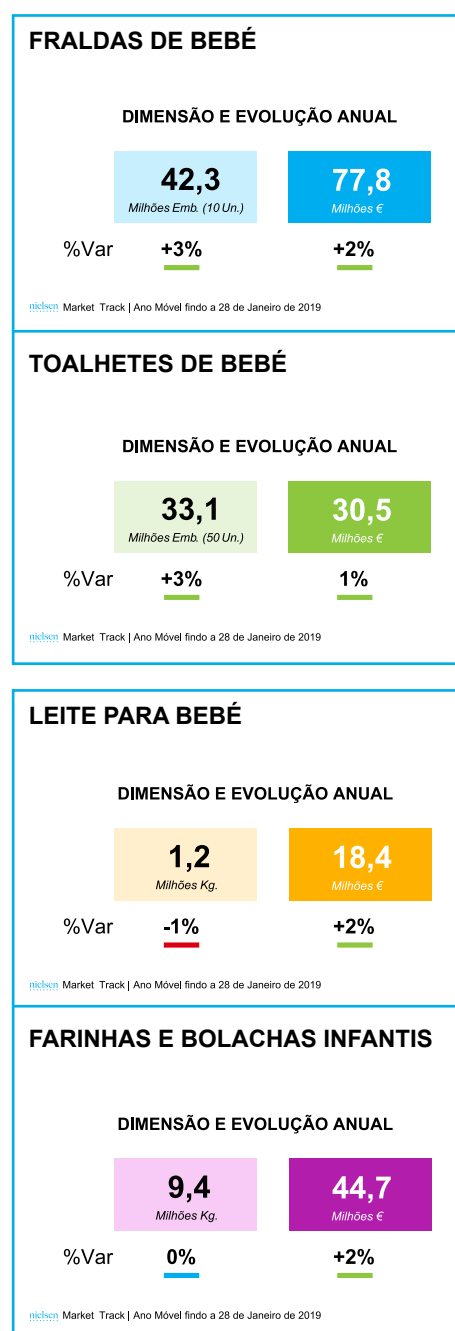 FRALDAS DE BEBÉ
DIMENSÃO E EVOLUÇÃO ANUAL
42,3 77,8
Milhões Emb. (10 Un.) Milhões €
%Var +3% +2%
nielsen Market Track | Ano Móvel findo a 28 de Janeiro de 2019
TOALHETES DE BEBÉ
DIMENSÃO E EVOLUÇÃO ANUAL
33,1 30,5
Milhões Emb. (50 Un.) Milhões €
%Var +3% 1%
nielsen Market Track | Ano Móvel findo a 28 de Janeiro de 2019
LEITE PARA BEBÉ
DIMENSÃO E EVOLUÇÃO ANUAL
1,2 18,4
Milhões Kg. Milhões €
%Var -1% +2%
nielsen Market Track | Ano Móvel findo a 28 de Janeiro de 2019
FARINHAS E BOLACHAS INFANTIS
DIMENSÃO E EVOLUÇÃO ANUAL
9,4 44,7
Milhões Kg. Milhões €
%Var 0% +2%
nielsen Market Track | Ano Móvel findo a 28 de Janeiro de 2019